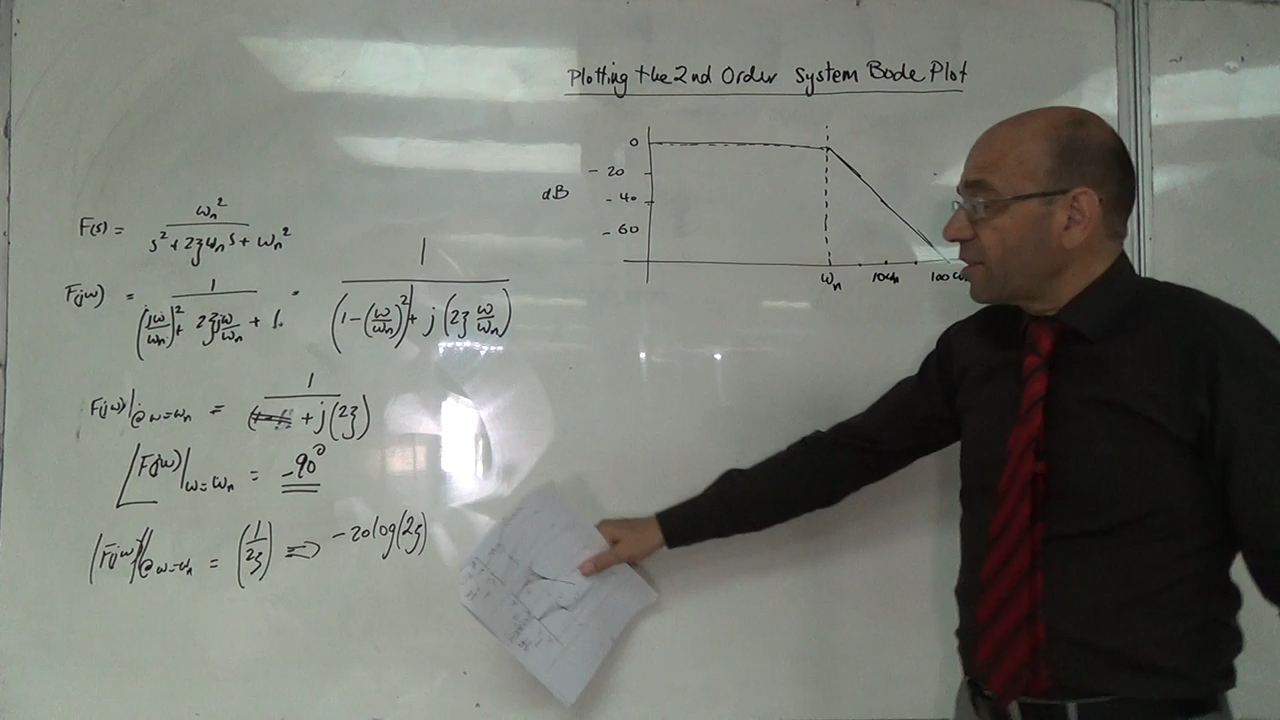 Plotting the 2nd Order System Bode Plot
0
- 20
dB
- 40
- 60
ωn 10ωn 100ωn
F(s) = ωn² / (s² + 2ζωn s + ωn²)
F(jω) = 1 / ((jω/ωn)² + 2ζjω/ωn + 1) = 1 / ((1-(ω/ωn)²) + j(2ζ ω/ωn))
F(jω)|@ω=ωn = 1 / ( + j(2ζ))
∠F(jω)|ω=ωn = -90°
|F(jω)|@ω=ωn = (1/2ζ) ⇒ -20log(2ζ)